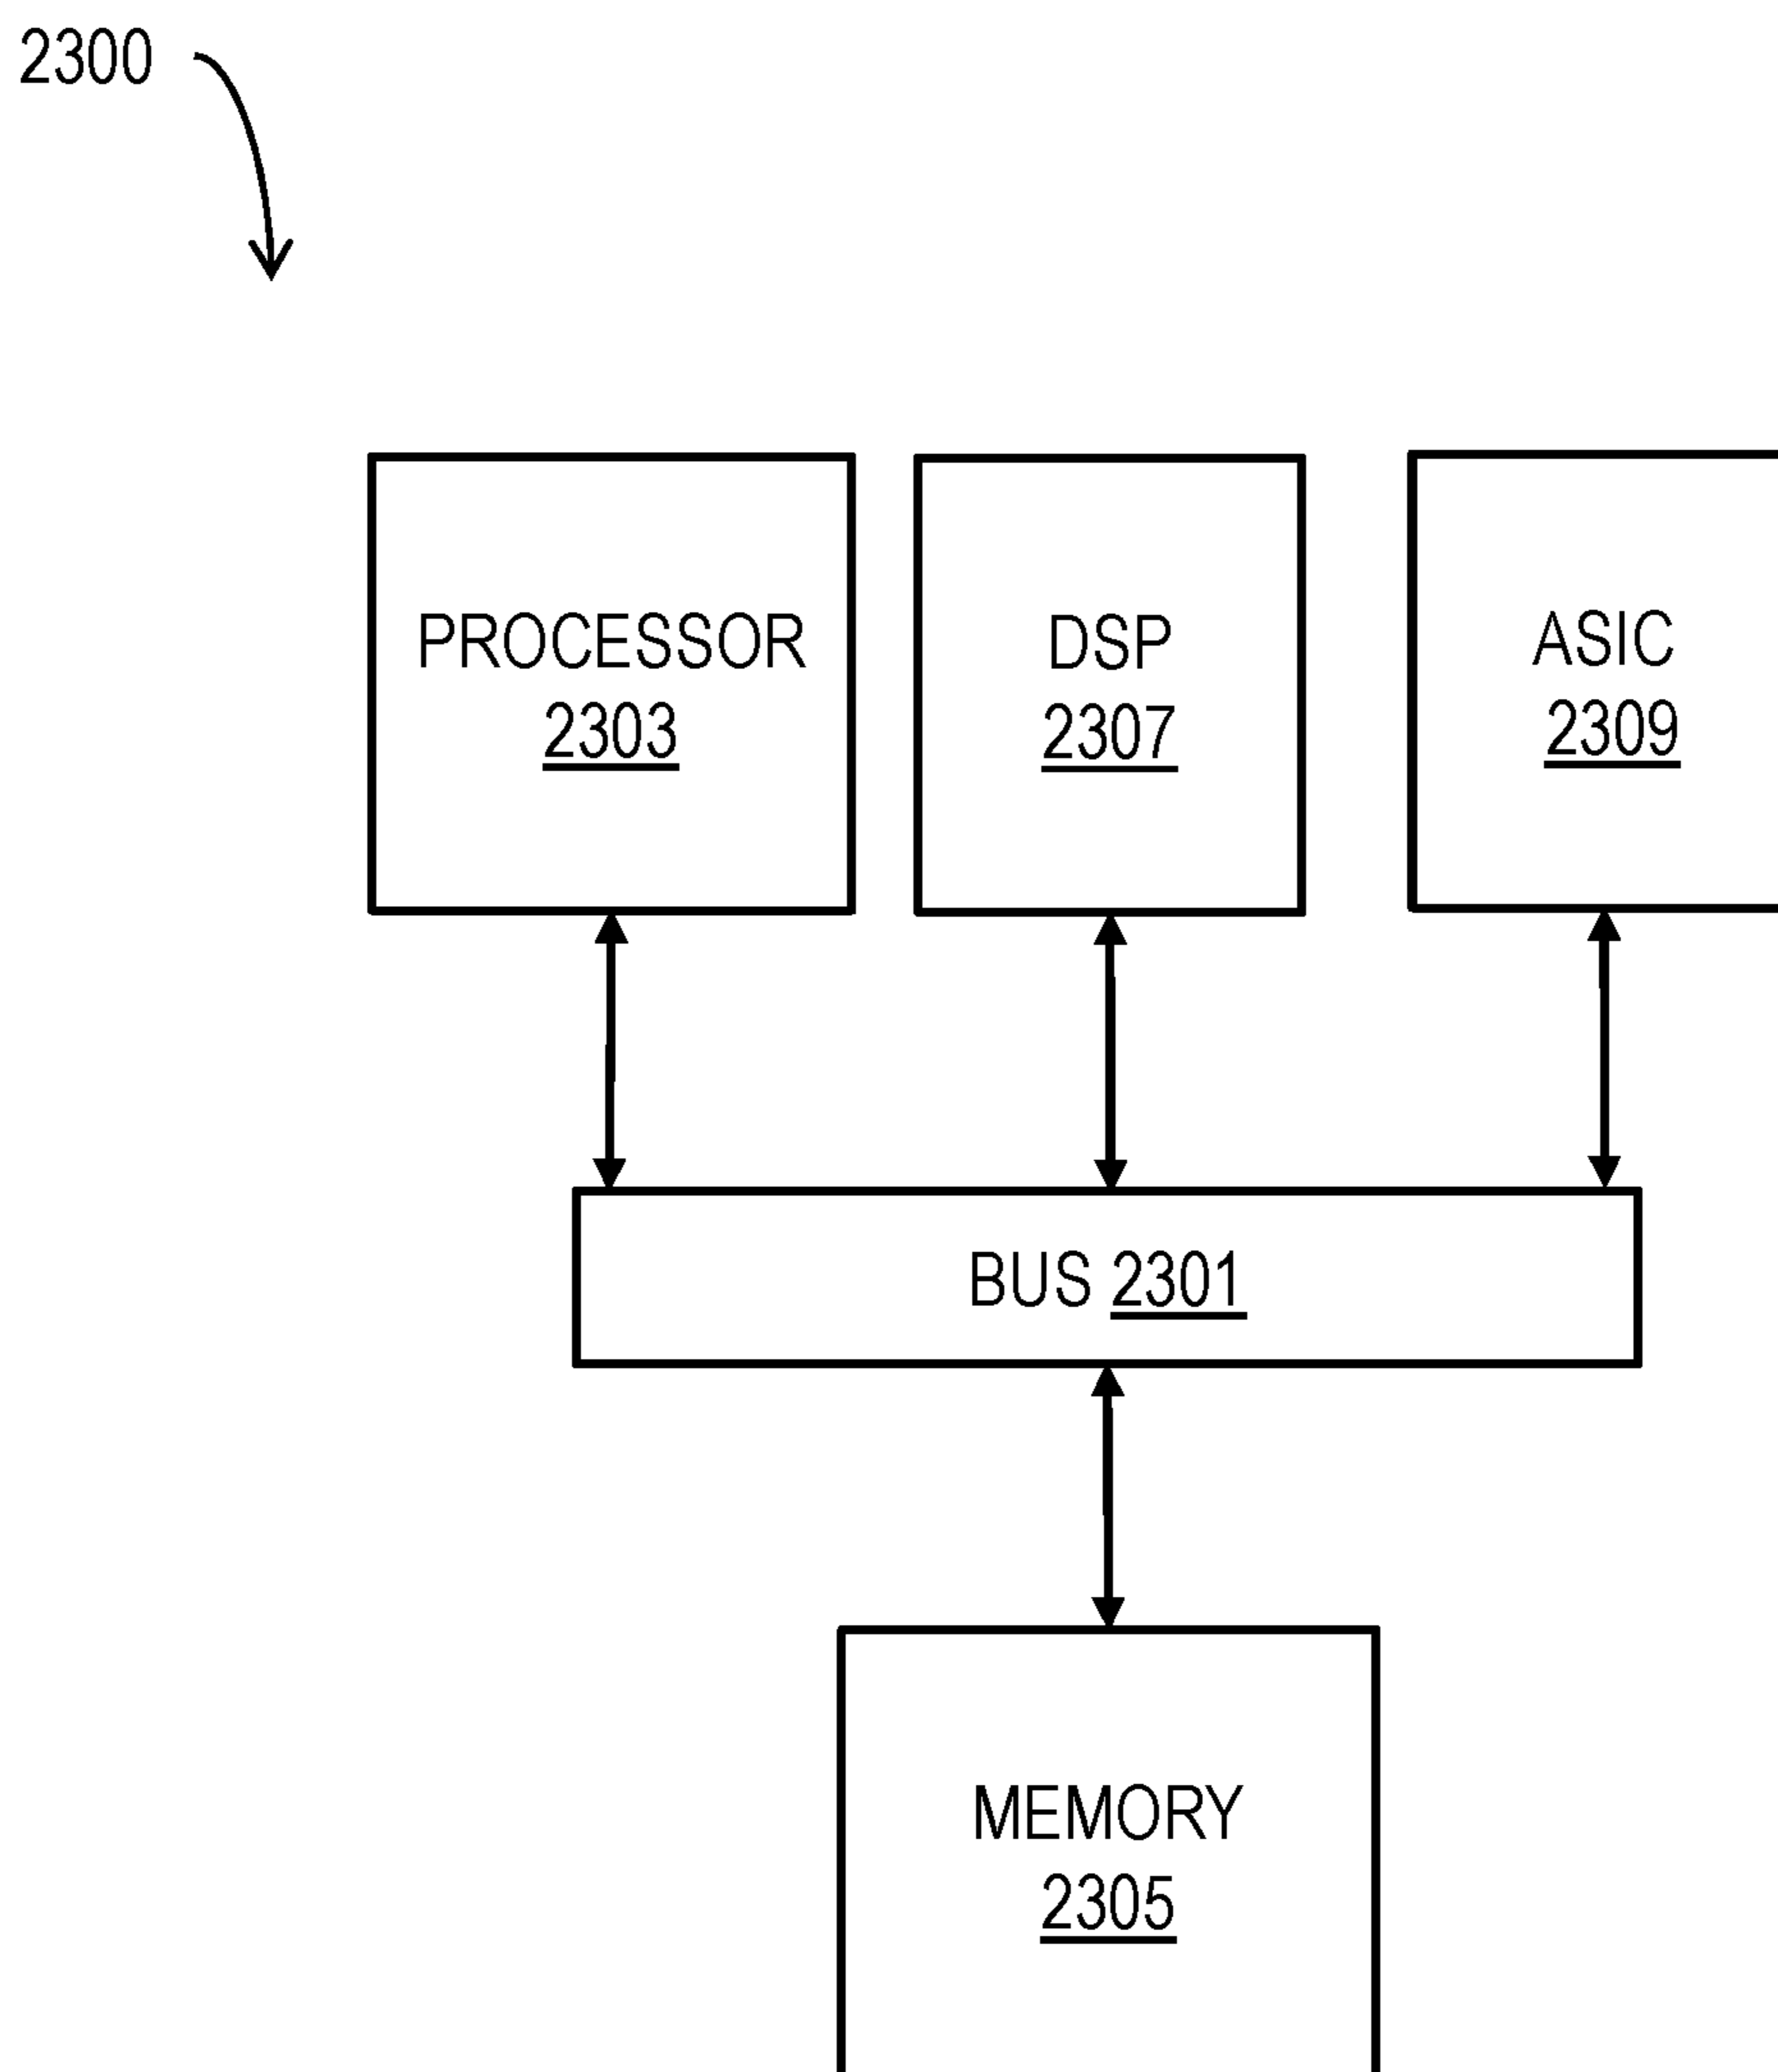 2300
PROCESSOR
2303
DSP
2307
ASIC
2309
BUS 2301
MEMORY
2305